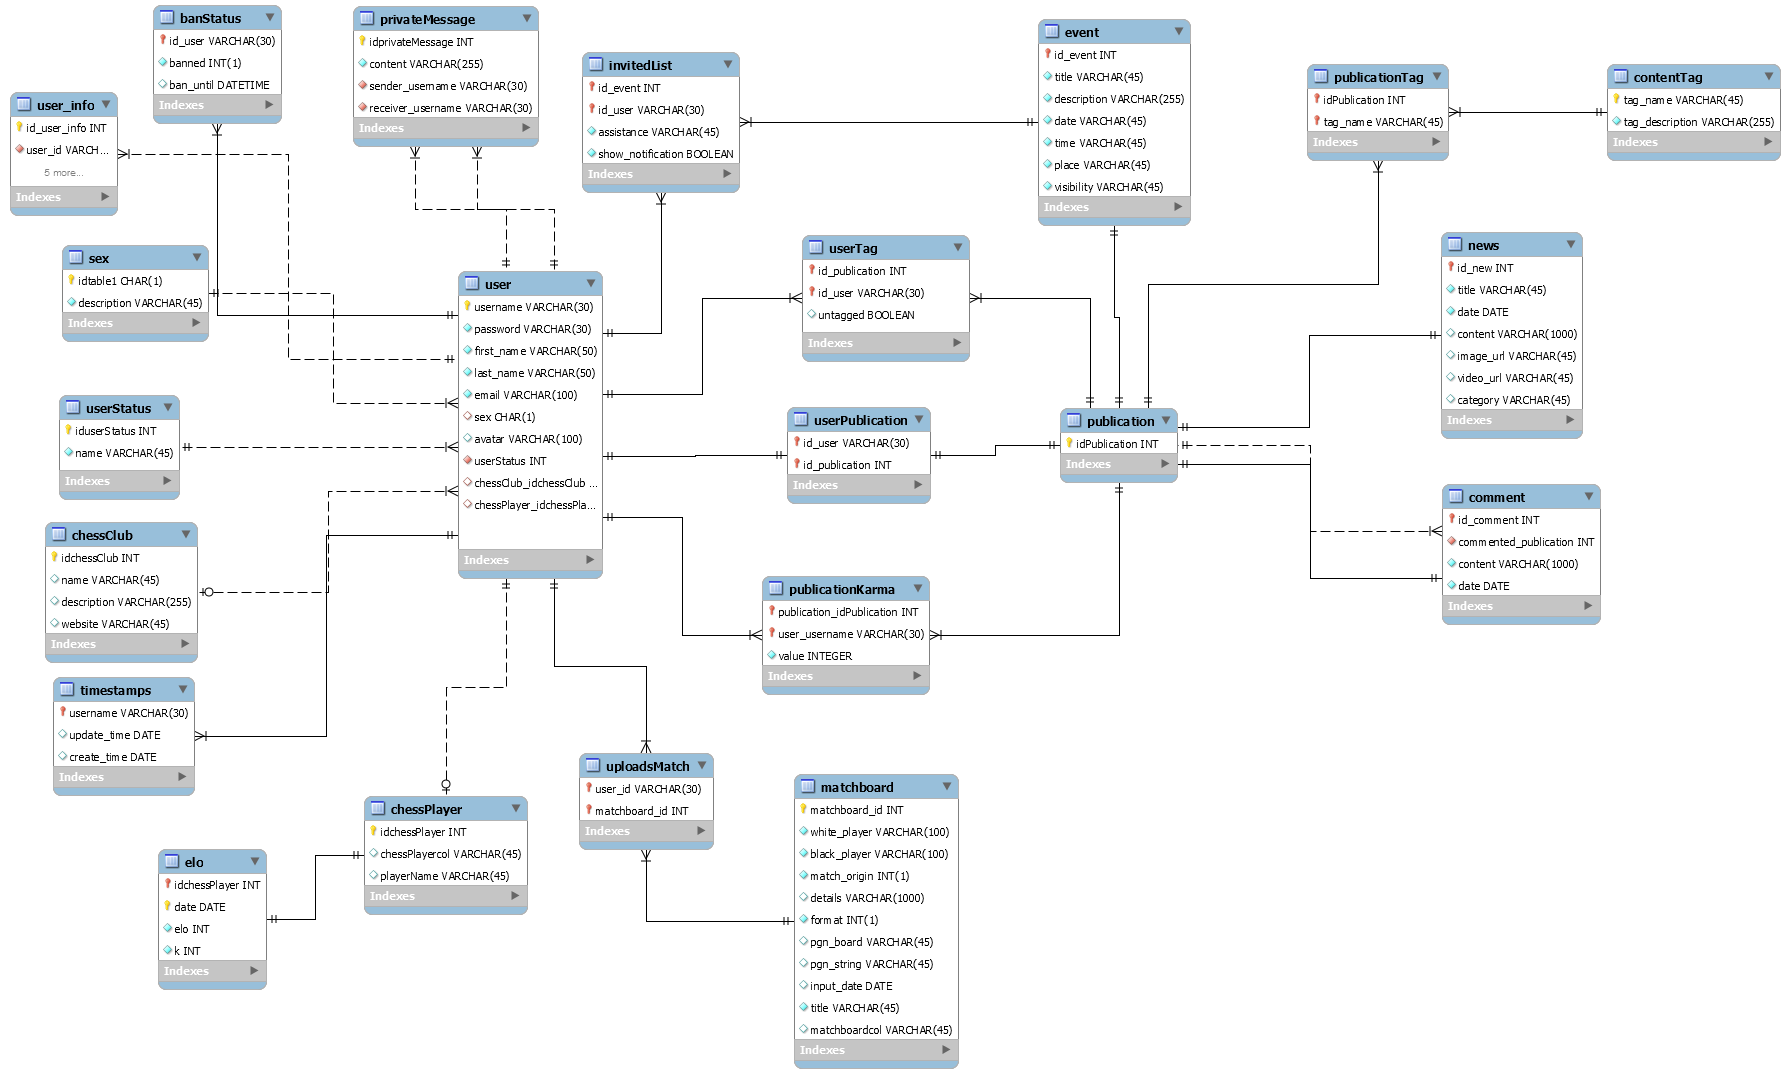 banStatus
id_user VARCHAR(30)
banned INT(1)
ban_until DATETIME
Indexes
privateMessage
idprivateMessage INT
content VARCHAR(255)
sender_username VARCHAR(30)
receiver_username VARCHAR(30)
Indexes
invitedList
id_event INT
id_user VARCHAR(30)
assistance VARCHAR(45)
show_notification BOOLEAN
Indexes
event
id_event INT
title VARCHAR(45)
description VARCHAR(255)
date VARCHAR(45)
time VARCHAR(45)
place VARCHAR(45)
visibility VARCHAR(45)
Indexes
publicationTag
idPublication INT
tag_name VARCHAR(45)
Indexes
contentTag
tag_name VARCHAR(45)
tag_description VARCHAR(255)
Indexes
user_info
id_user_info INT
user_id VARCH...
5 more...
Indexes
sex
idtable1 CHAR(1)
description VARCHAR(45)
Indexes
user
username VARCHAR(30)
password VARCHAR(30)
first_name VARCHAR(50)
last_name VARCHAR(50)
email VARCHAR(100)
sex CHAR(1)
avatar VARCHAR(100)
userStatus INT
chessClub_idchessClub ...
chessPlayer_idchessPla...
Indexes
userTag
id_publication INT
id_user VARCHAR(30)
untagged BOOLEAN
Indexes
news
id_new INT
title VARCHAR(45)
date DATE
content VARCHAR(1000)
image_url VARCHAR(45)
video_url VARCHAR(45)
category VARCHAR(45)
Indexes
userStatus
iduserStatus INT
name VARCHAR(45)
Indexes
userPublication
id_user VARCHAR(30)
id_publication INT
Indexes
publication
idPublication INT
Indexes
comment
id_comment INT
commented_publication INT
content VARCHAR(1000)
date DATE
Indexes
chessClub
idchessClub INT
name VARCHAR(45)
description VARCHAR(255)
website VARCHAR(45)
Indexes
publicationKarma
publication_idPublication INT
user_username VARCHAR(30)
value INTEGER
Indexes
timestamps
username VARCHAR(30)
update_time DATE
create_time DATE
Indexes
uploadsMatch
user_id VARCHAR(30)
matchboard_id INT
Indexes
matchboard
matchboard_id INT
white_player VARCHAR(100)
black_player VARCHAR(100)
match_origin INT(1)
details VARCHAR(1000)
format INT(1)
pgn_board VARCHAR(45)
pgn_string VARCHAR(45)
input_date DATE
title VARCHAR(45)
matchboardcol VARCHAR(45)
Indexes
chessPlayer
idchessPlayer INT
chessPlayercol VARCHAR(45)
playerName VARCHAR(45)
Indexes
elo
idchessPlayer INT
date DATE
elo INT
k INT
Indexes